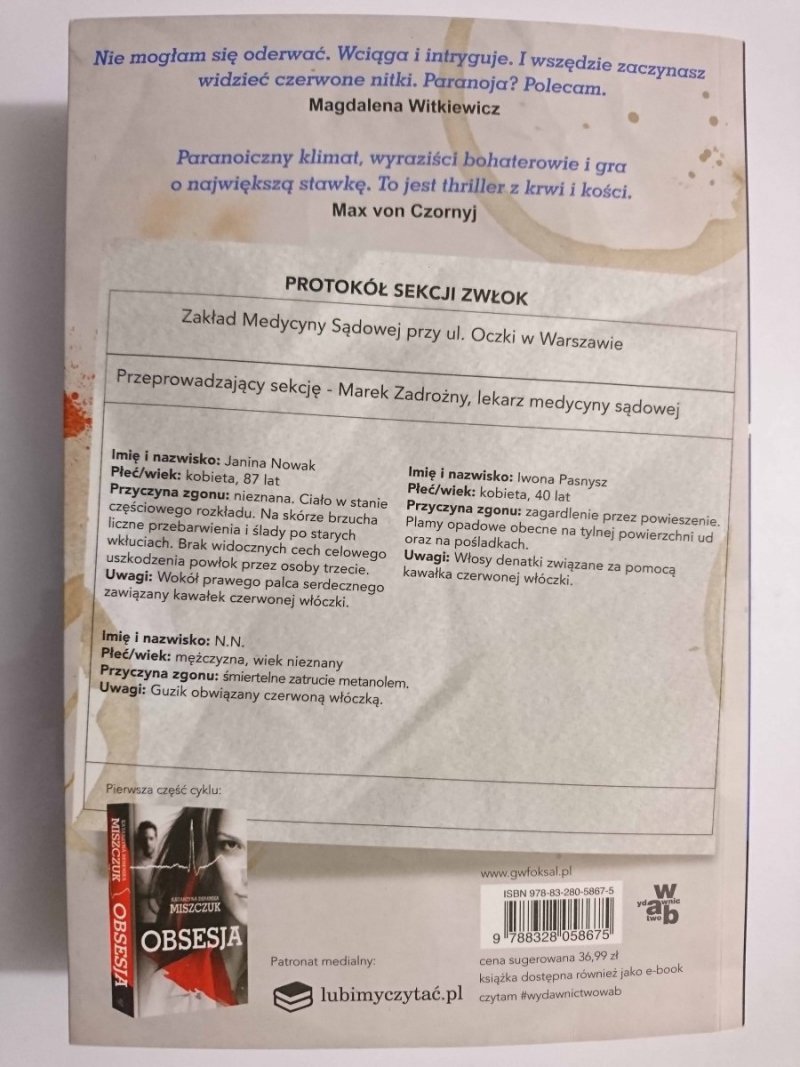 Nie mogłam się oderwać. Wciąga i intryguje. I wszędzie zaczynasz
widzieć czerwone nitki. Paranoja? Polecam.
Magdalena Witkiewicz
Paranoiczny klimat, wyraziści bohaterowie i gra
o największą stawkę. To jest thriller z krwi i kości.
Max von Czornyj
PROTOKÓŁ SEKCJI ZWŁOK
Zakład Medycyny Sądowej przy ul. Oczki w Warszawie
Przeprowadzający sekcję - Marek Zadrożny, lekarz medycyny sądowej
Imię i nazwisko: Janina Nowak
Płeć/wiek: kobieta, 87 lat
Przyczyna zgonu: nieznana. Ciało w stanie
częściowego rozkładu. Na skórze brzucha
liczne przebarwienia i ślady po starych
wkłuciach. Brak widocznych cech celowego
uszkodzenia powłok przez osoby trzecie.
Uwagi: Wokół prawego palca serdecznego
zawiązany kawałek czerwonej włóczki.
Imię i nazwisko: Iwona Pasnysz
Płeć/wiek: kobieta, 40 lat
Przyczyna zgonu: zagardlenie przez powieszenie.
Plamy opadowe obecne na tylnej powierzchni ud
oraz na pośladkach.
Uwagi: Włosy denatki związane za pomocą
kawałka czerwonej włóczki.
Imię i nazwisko: N.N.
Płeć/wiek: mężczyzna, wiek nieznany
Przyczyna zgonu: śmiertelne zatrucie metanolem.
Uwagi: Guzik obwiązany czerwoną włóczką.
Pierwsza część cyklu:
MISZCZUK
OBSESJA
KATARZYNA BERENIKA
MISZCZUK
OBSESJA
Patronat medialny:
lubimyczytać.pl
www.gwfoksal.pl
ISBN 978-83-280-5867-5
9 788328 058675
w
ydawnic
two
ab
cena sugerowana 36,99 zł
książka dostępna również jako e-book
czytam #wydawnictwowab